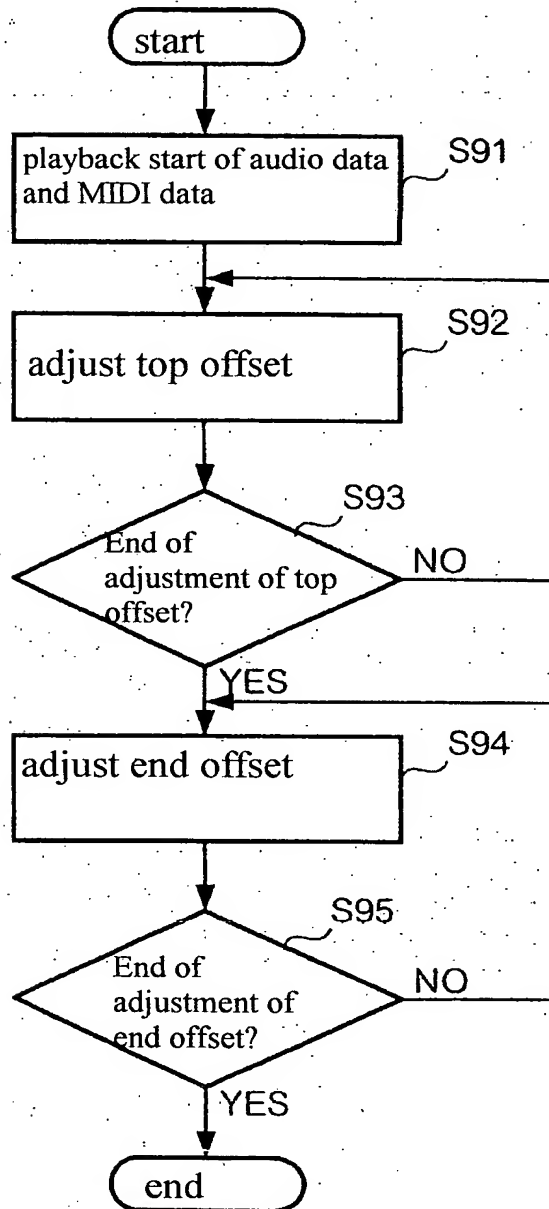 start
playback start of audio data
and MIDI data
S91
adjust top offset
S92
End of
adjustment of top
offset?
S93
NO
YES
adjust end offset
S94
End of
adjustment of
end offset?
S95
NO
YES
end